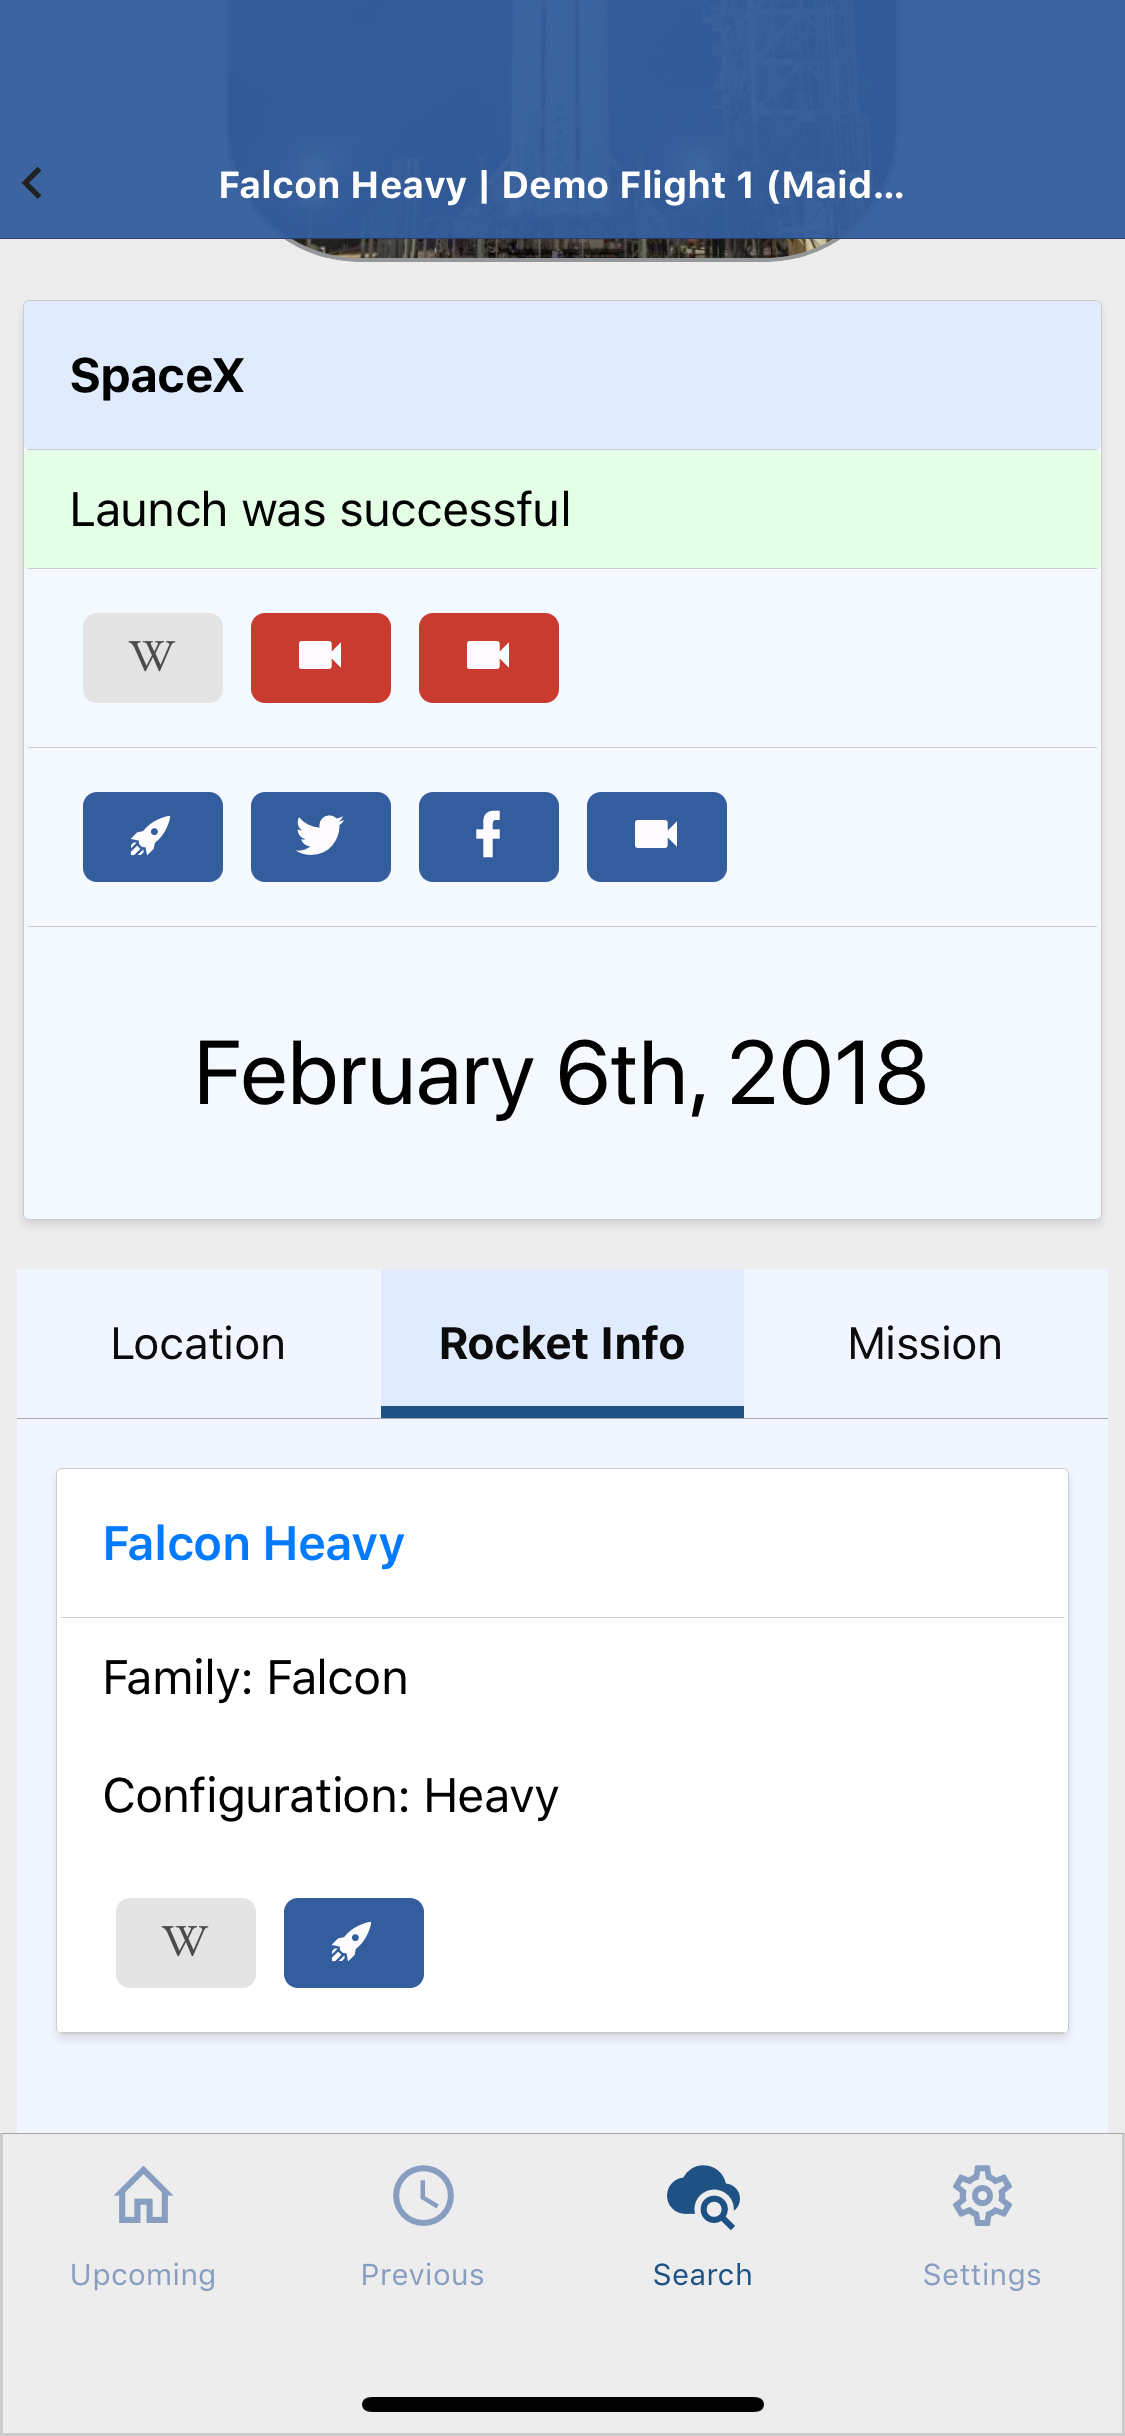 Falcon Heavy | Demo Flight 1 (Maid...
SpaceX
Launch was successful
W
February 6th, 2018
Location Rocket Info Mission
Falcon Heavy
Family: Falcon
Configuration: Heavy
W
Upcoming Previous Search Settings